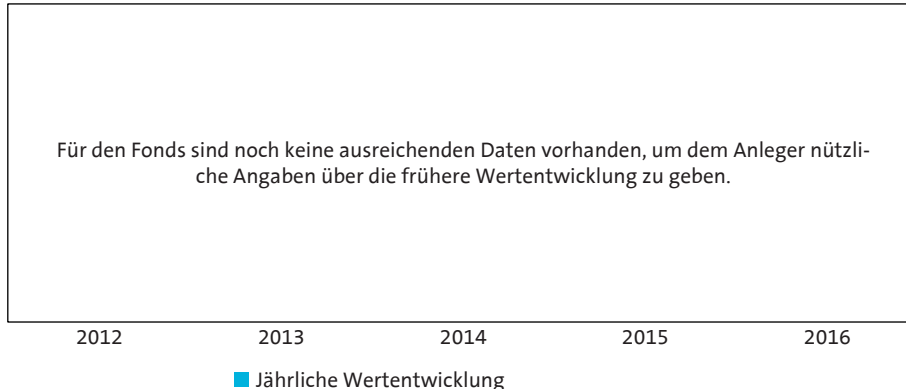 Für den Fonds sind noch keine ausreichenden Daten vorhanden, um dem Anleger nützli-
che Angaben über die frühere Wertentwicklung zu geben.
2012 2013 2014 2015 2016
Jährliche Wertentwicklung